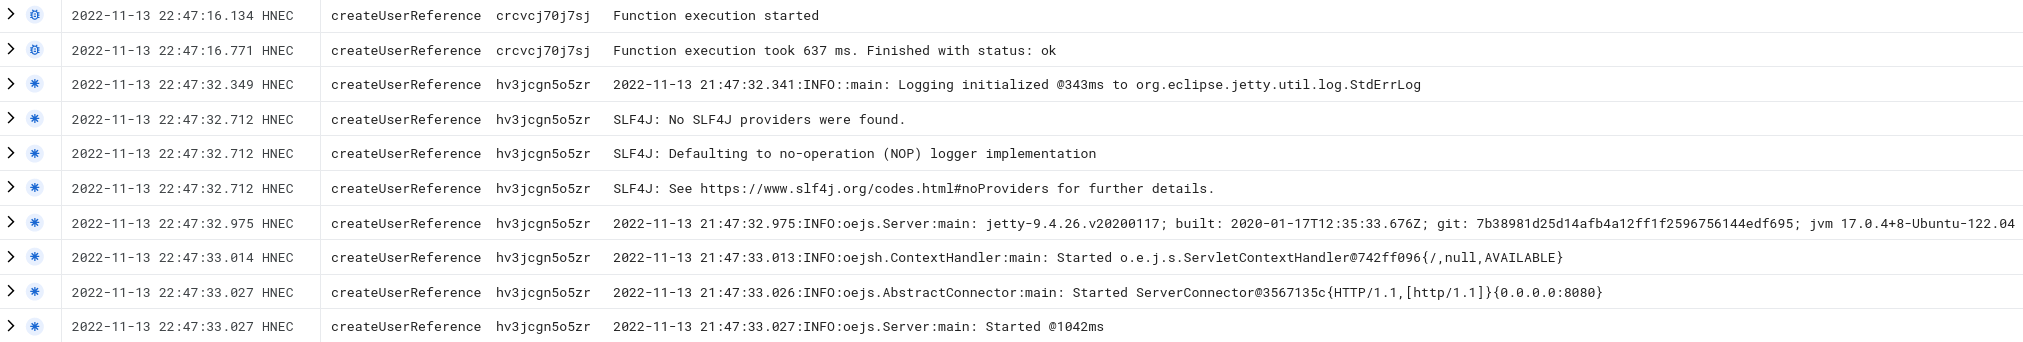 2022-11-13 22:47:16.134 HNEC createUserReference crcvcj70j7sj Function execution started
2022-11-13 22:47:16.771 HNEC createUserReference crcvcj70j7sj Function execution took 637 ms. Finished with status: ok
2022-11-13 22:47:32.349 HNEC createUserReference hv3jcgn5o5zr 2022-11-13 21:47:32.341:INFO::main: Logging initialized @343ms to org.eclipse.jetty.util.log.StdErrLog
2022-11-13 22:47:32.712 HNEC createUserReference hv3jcgn5o5zr SLF4J: No SLF4J providers were found.
2022-11-13 22:47:32.712 HNEC createUserReference hv3jcgn5o5zr SLF4J: Defaulting to no-operation (NOP) logger implementation
2022-11-13 22:47:32.712 HNEC createUserReference hv3jcgn5o5zr SLF4J: See https://www.slf4j.org/codes.html#noProviders for further details.
2022-11-13 22:47:32.975 HNEC createUserReference hv3jcgn5o5zr 2022-11-13 21:47:32.975:INFO:oejs.Server:main: jetty-9.4.26.v20200117; built: 2020-01-17T12:35:33.676Z; git: 7b38981d25d14afb4a12ff1f2596756144edf695; jvm 17.0.4+8-Ubuntu-122.04
2022-11-13 22:47:33.014 HNEC createUserReference hv3jcgn5o5zr 2022-11-13 21:47:33.013:INFO:oejsh.ContextHandler:main: Started o.e.j.s.ServletContextHandler@742ff096{/,null,AVAILABLE}
2022-11-13 22:47:33.027 HNEC createUserReference hv3jcgn5o5zr 2022-11-13 21:47:33.026:INFO:oejs.AbstractConnector:main: Started ServerConnector@3567135c{HTTP/1.1,[http/1.1]}{0.0.0.0:8080}
2022-11-13 22:47:33.027 HNEC createUserReference hv3jcgn5o5zr 2022-11-13 21:47:33.027:INFO:oejs.Server:main: Started @1042ms